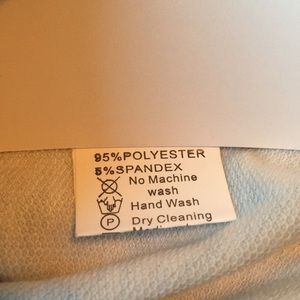 95%POLYESTER
5%SPANDEX
No Machine
wash
Hand Wash
P Dry Cleaning